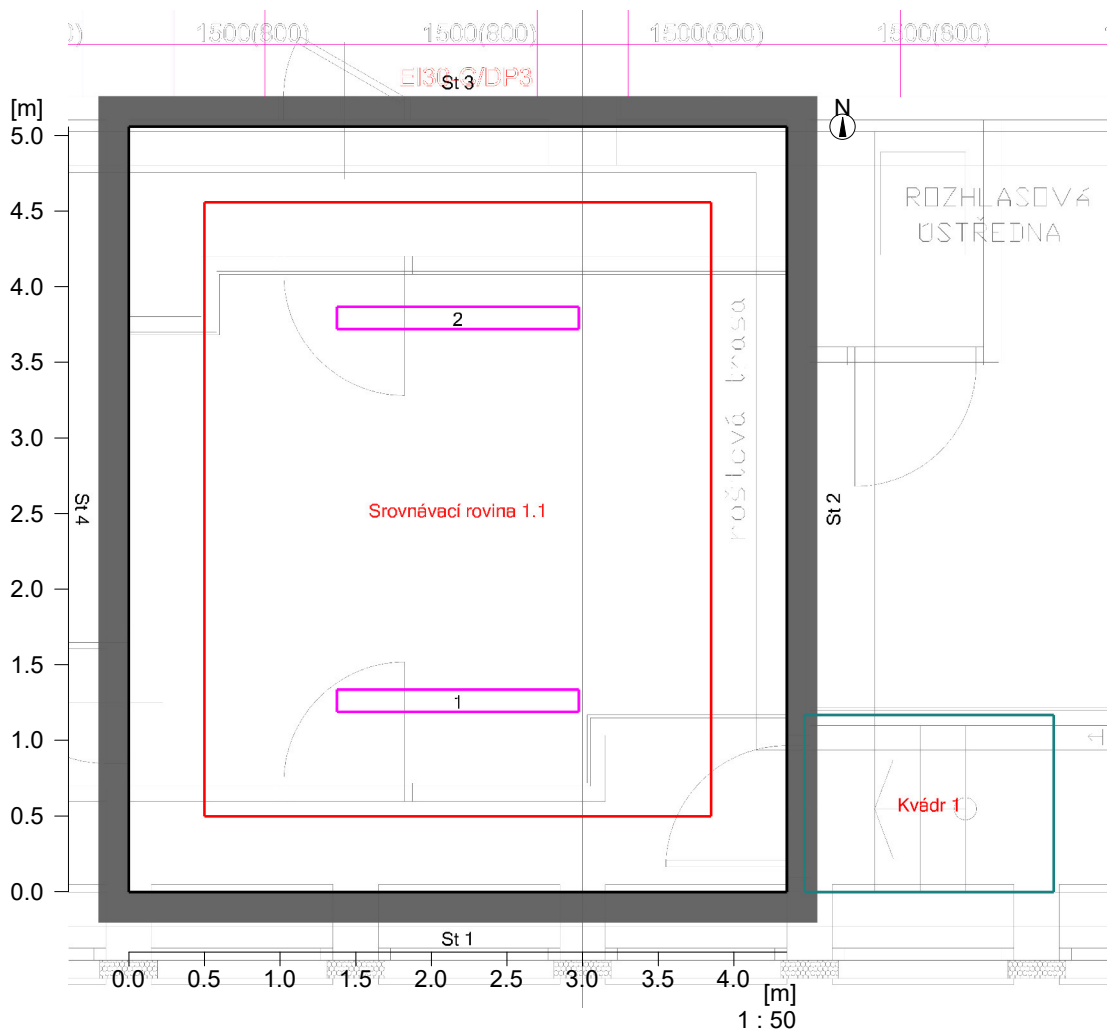 0)
1500(800)
1500(800)
1500(800)
1500(800)
EI30 C/DP3
St 3
[m]
N
5.0
4.5
4.0
3.5
3.0
2.5
2.0
1.5
1.0
0.5
0.0
ROZHLASOVÁ
ÚSTŘEDNA
2
roštová trasa
Srovnávací rovina 1.1
St 4
St 2
1
Kvádr 1
St 1
0.0 0.5 1.0 1.5 2.0 2.5 3.0 3.5 4.0
[m]
1 : 50